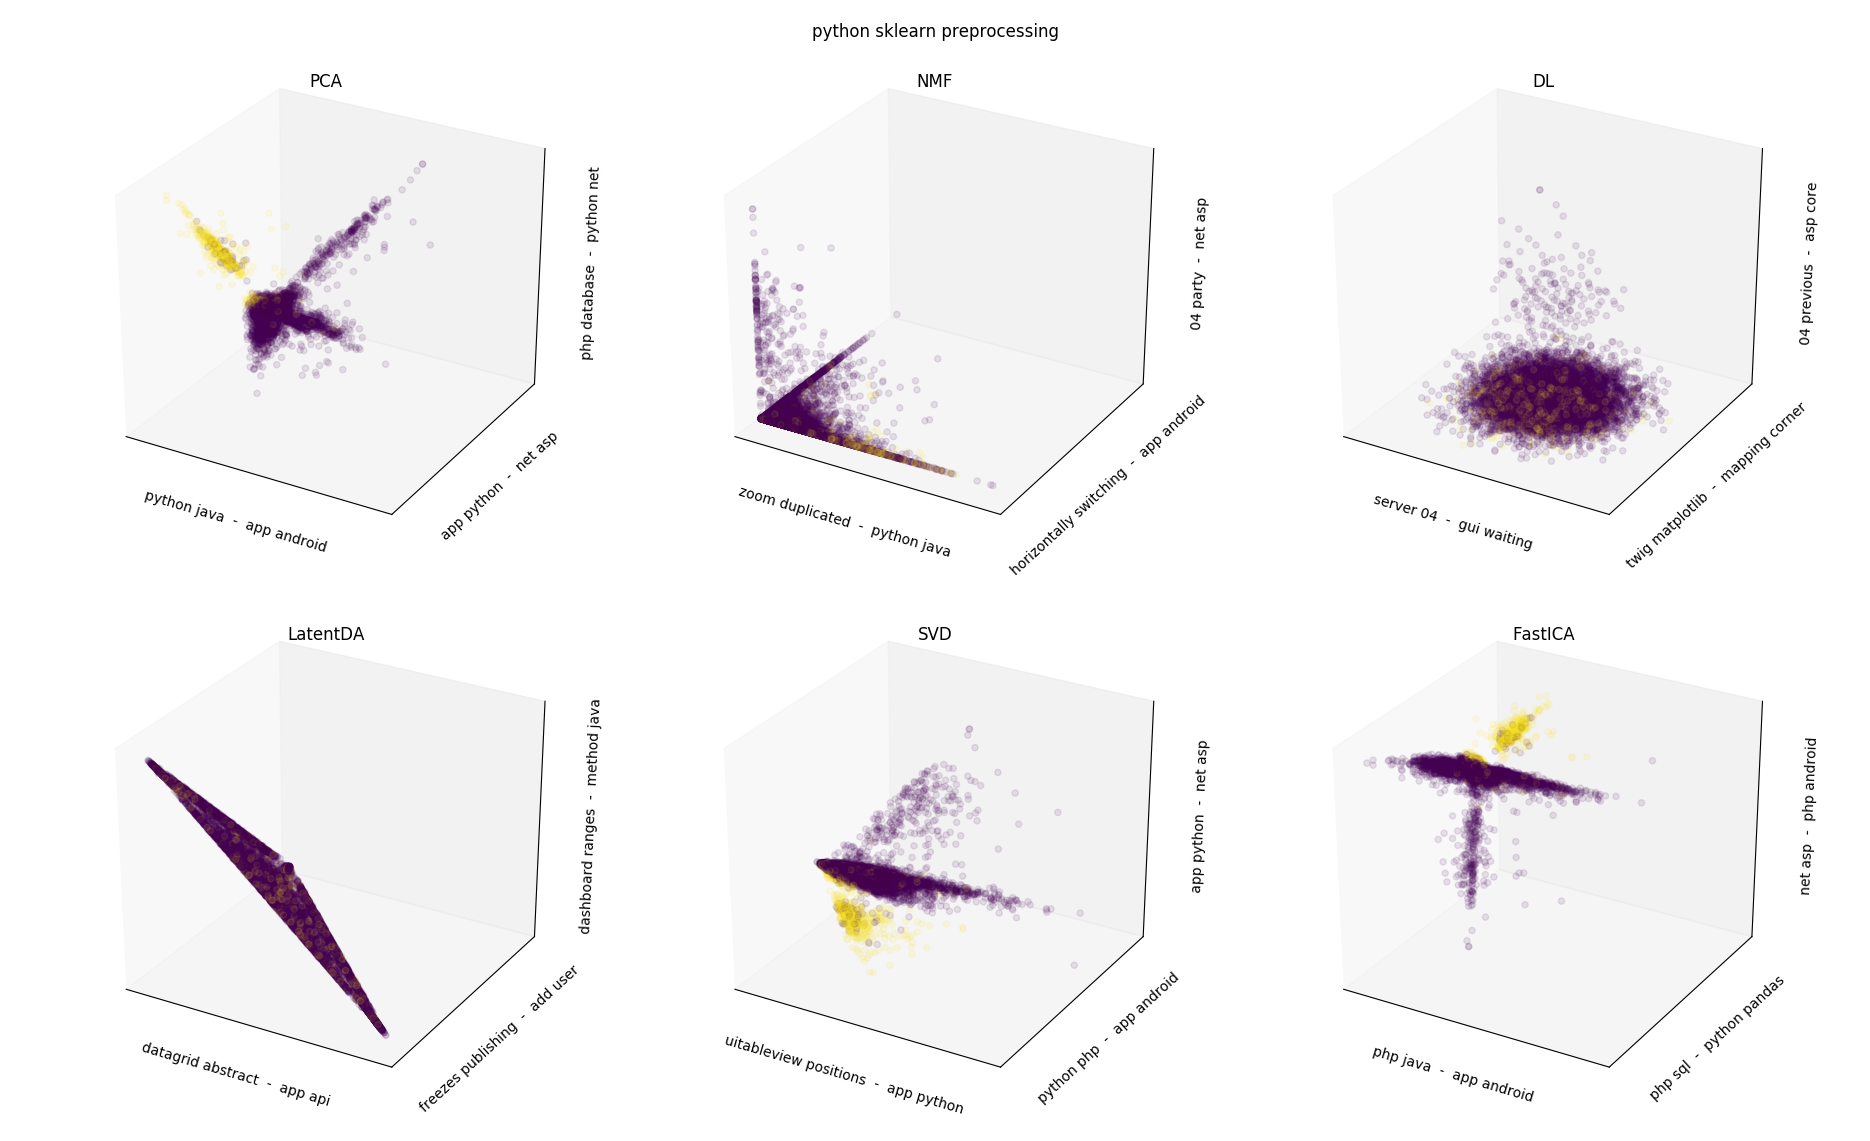 python sklearn preprocessing
PCA
NMF
DL
php database - python net
04 party - net asp
04 previous - asp core
python java - app android
app python - net asp
zoom duplicated - python java
horizontally switching - app android
server 04 - gui waiting
twig matplotlib - mapping corner
LatentDA
SVD
FastICA
dashboard ranges - method java
app python - net asp
net asp - php android
datagrid abstract - app api
freezes publishing - add user
uitableview positions - app python
python php - app android
php java - app android
php sql - python pandas